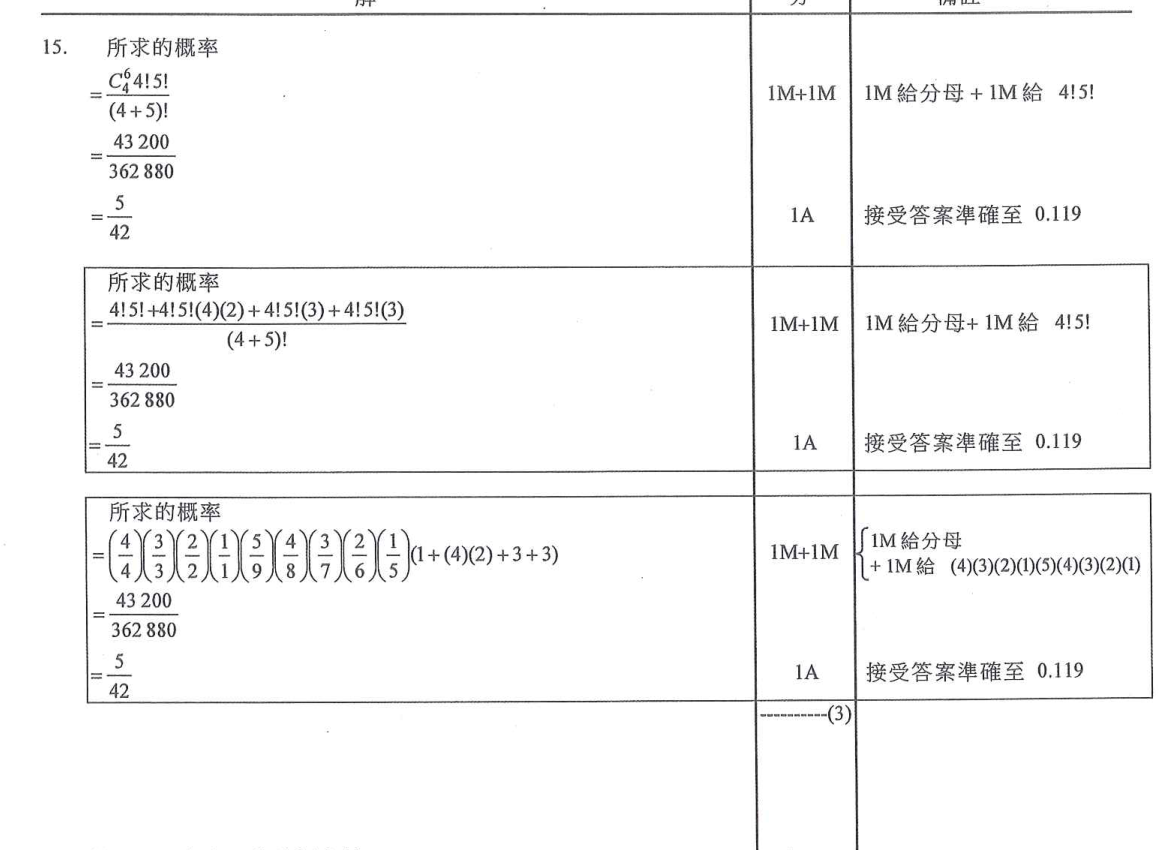 15. 所求的概率
= C⁶₄ 4!5! / (4+5)! 1M+1M 1M 給分母 + 1M 給 4!5!
= 43 200 / 362 880
= 5 / 42 1A 接受答案準確至 0.119
所求的概率
= 4!5!+4!5!(4)(2)+4!5!(3)+4!5!(3) / (4+5)! 1M+1M 1M 給分母+ 1M 給 4!5!
= 43 200 / 362 880
= 5 / 42 1A 接受答案準確至 0.119
所求的概率
= (4/4)(3/3)(2/2)(1/1)(5/9)(4/8)(3/7)(2/6)(1/5)(1+(4)(2)+3+3) 1M+1M { 1M 給分母
+ 1M 給 (4)(3)(2)(1)(5)(4)(3)(2)(1)
= 43 200 / 362 880
= 5 / 42 1A 接受答案準確至 0.119
----------(3)